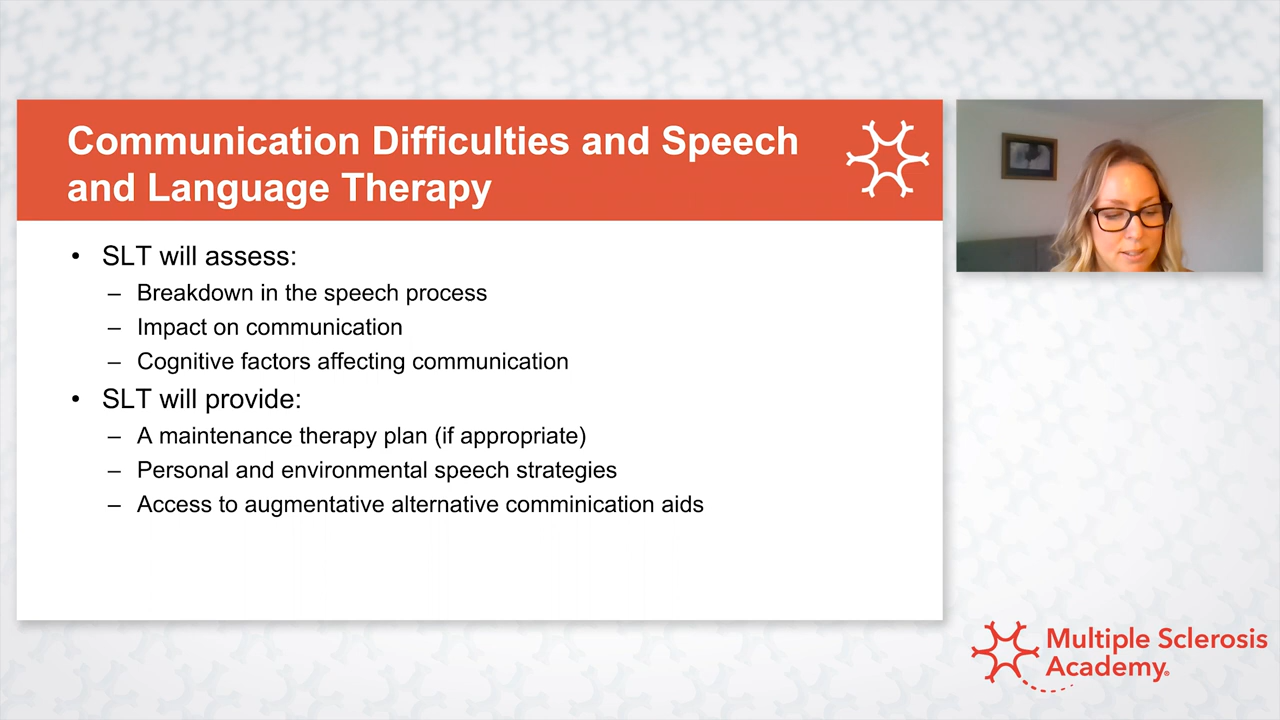 Communication Difficulties and Speech
and Language Therapy
• SLT will assess:
– Breakdown in the speech process
– Impact on communication
– Cognitive factors affecting communication
• SLT will provide:
– A maintenance therapy plan (if appropriate)
– Personal and environmental speech strategies
– Access to augmentative alternative comminication aids
Multiple Sclerosis
Academy®